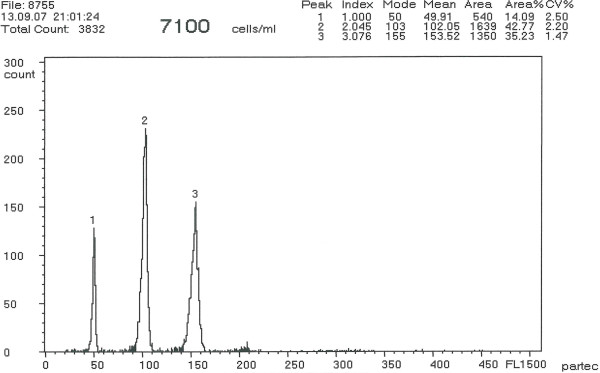 File: 8755
13.09.07 21:01:24
Total Count: 3832
7100 cells/ml
Peak Index Mode Mean Area Area% CV%
1 1.000 50 49.91 540 14.09 2.50
2 2.045 103 102.05 1639 42.77 2.20
3 3.076 155 153.52 1350 35.23 1.47
300
count
250
200
150
100
50
0
1
2
3
0 50 100 150 200 250 300 350 400 450 FL1500 partec